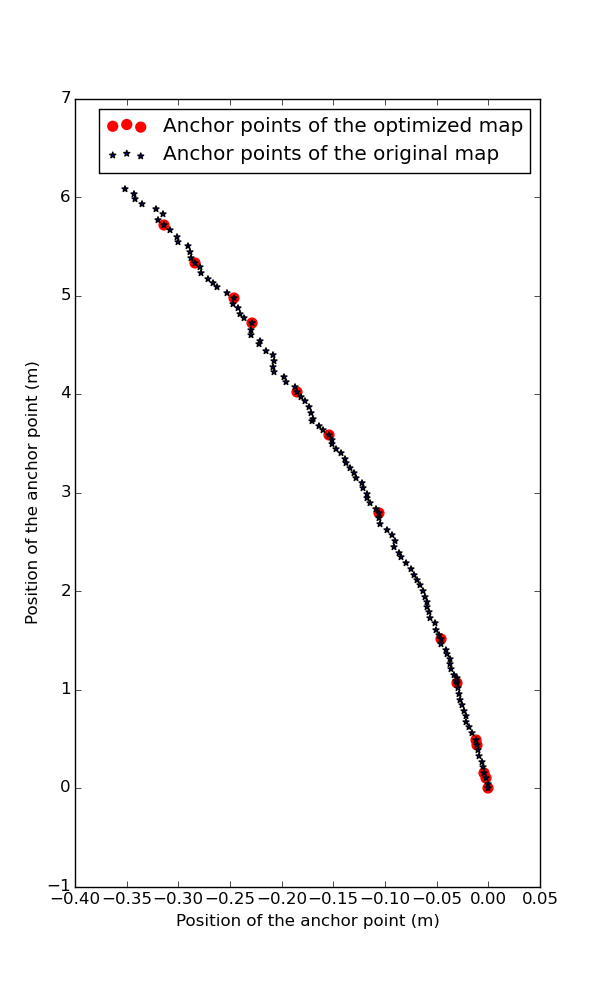 7
Anchor points of the optimized map
Anchor points of the original map
6
5
4
3
2
1
0
−1
Position of the anchor point (m)
−0.40 −0.35 −0.30 −0.25 −0.20 −0.15 −0.10 −0.05 0.00 0.05
Position of the anchor point (m)